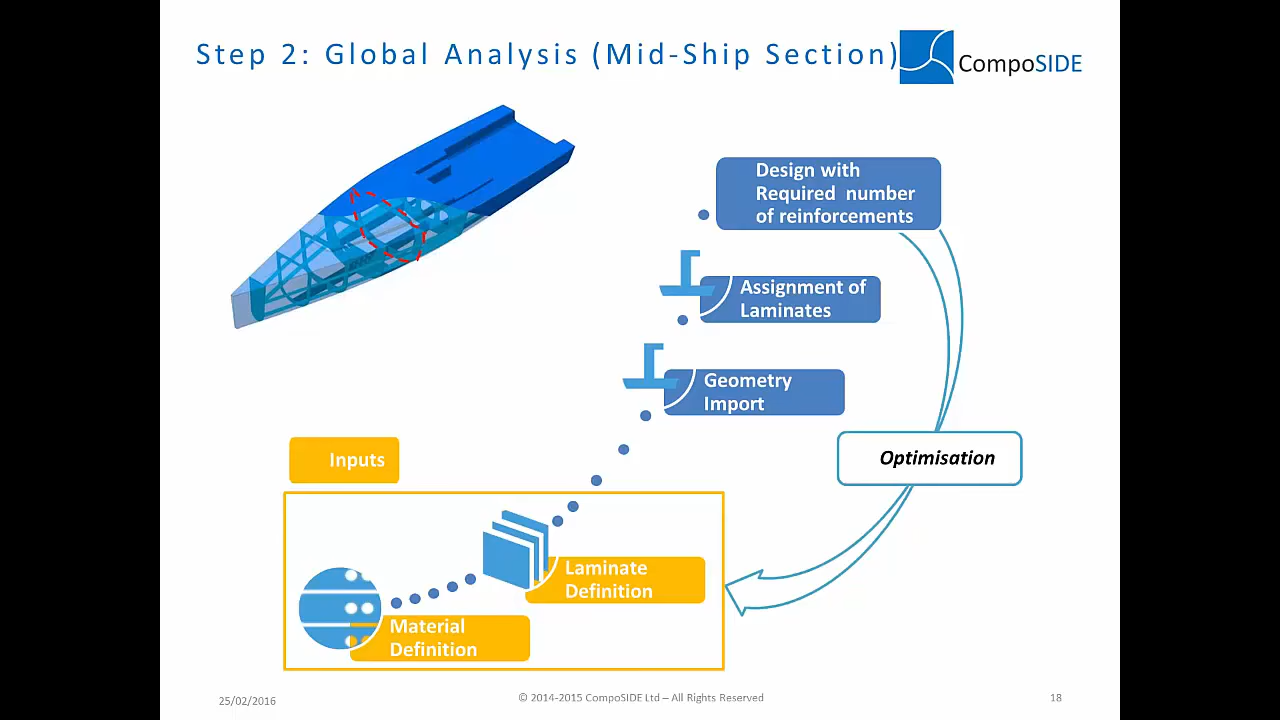 Step 2: Global Analysis (Mid-Ship Section)
CompoSIDE
Design with
Required number
of reinforcements
Assignment of
Laminates
Geometry
Import
Optimisation
Inputs
Laminate
Definition
Material
Definition
25/02/2016
© 2014-2015 CompoSIDE Ltd – All Rights Reserved
18